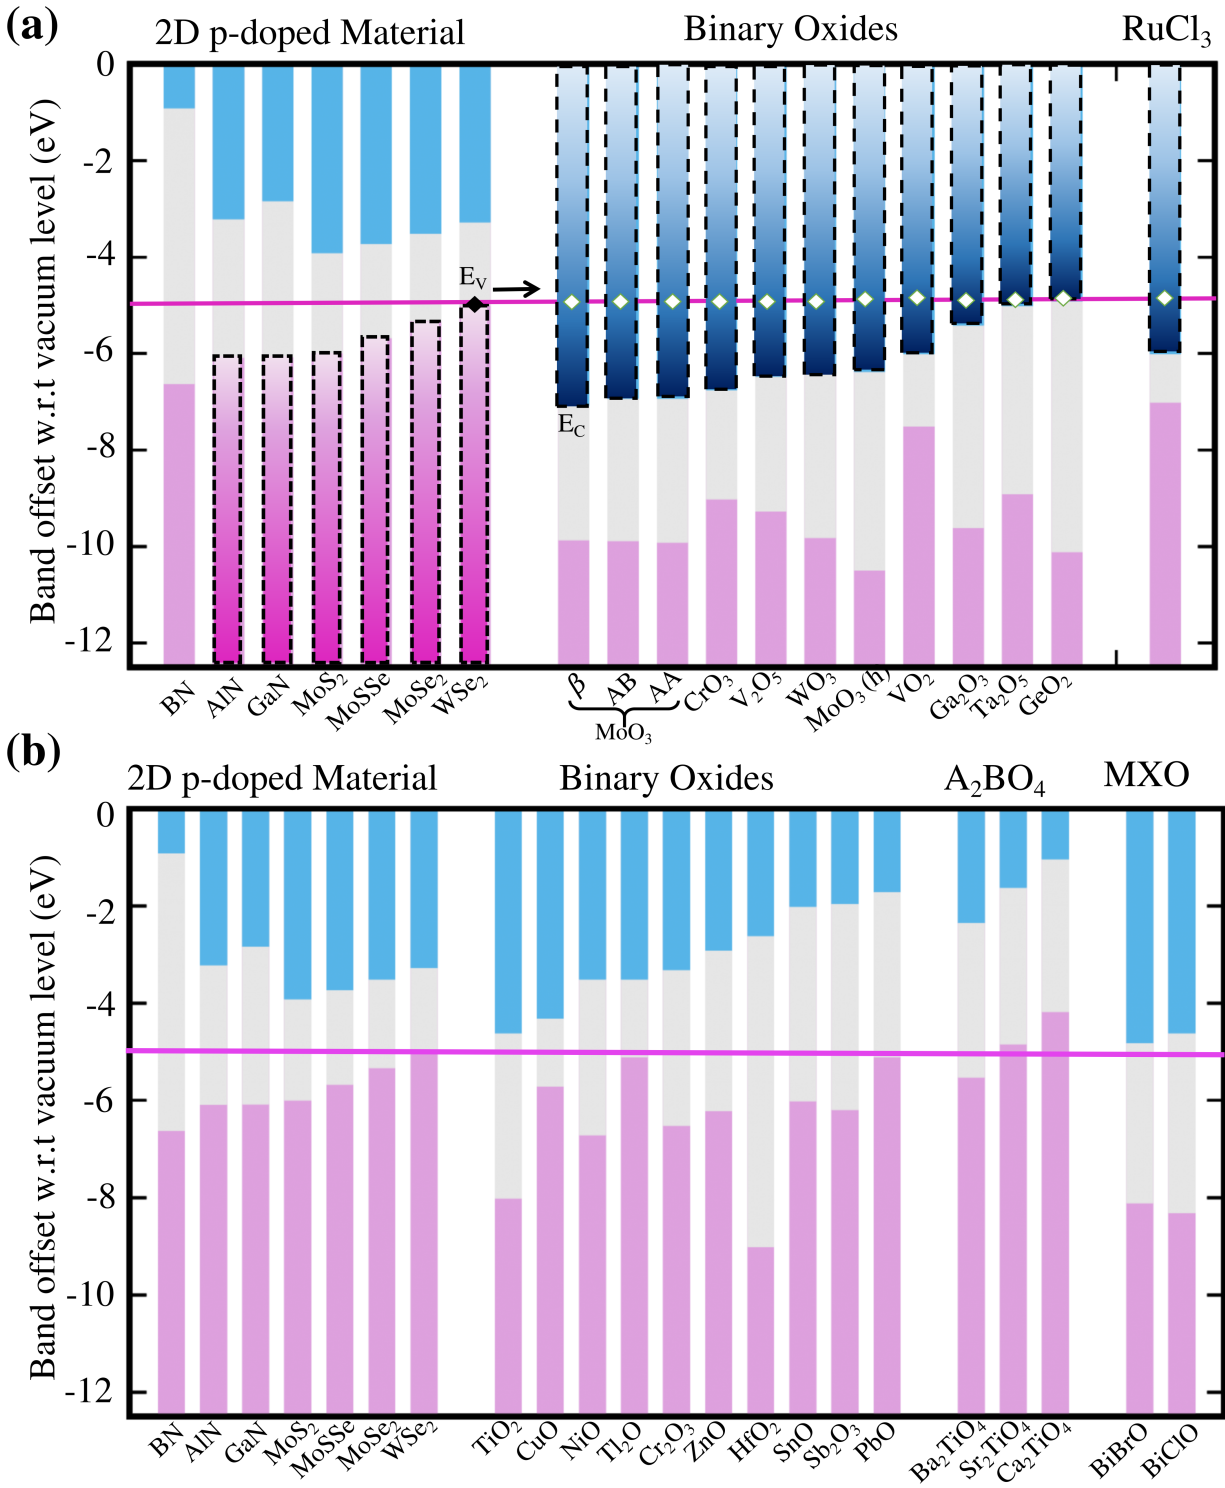 (a)
2D p-doped Material Binary Oxides RuCl₃
Band offset w.r.t vacuum level (eV)
0
-2
-4
-6
-8
-10
-12
E_V
E_C
BN AlN GaN MoS₂ MoSSe MoSe₂ WSe₂ β AB AA CrO₃ V₂O₅ WO₃ MoO₃(h) VO₂ Ga₂O₃ Ta₂O₅ GeO₂
MoO₃
(b)
2D p-doped Material Binary Oxides A₂BO₄ MXO
Band offset w.r.t vacuum level (eV)
0
-2
-4
-6
-8
-10
-12
BN AlN GaN MoS₂ MoSSe MoSe₂ WSe₂ TiO₂ CuO NiO Tl₂O Cr₂O₃ ZnO HfO₂ SnO Sb₂O₃ PbO Ba₂TiO₄ Sr₂TiO₄ Ca₂TiO₄ BiBrO BiClO